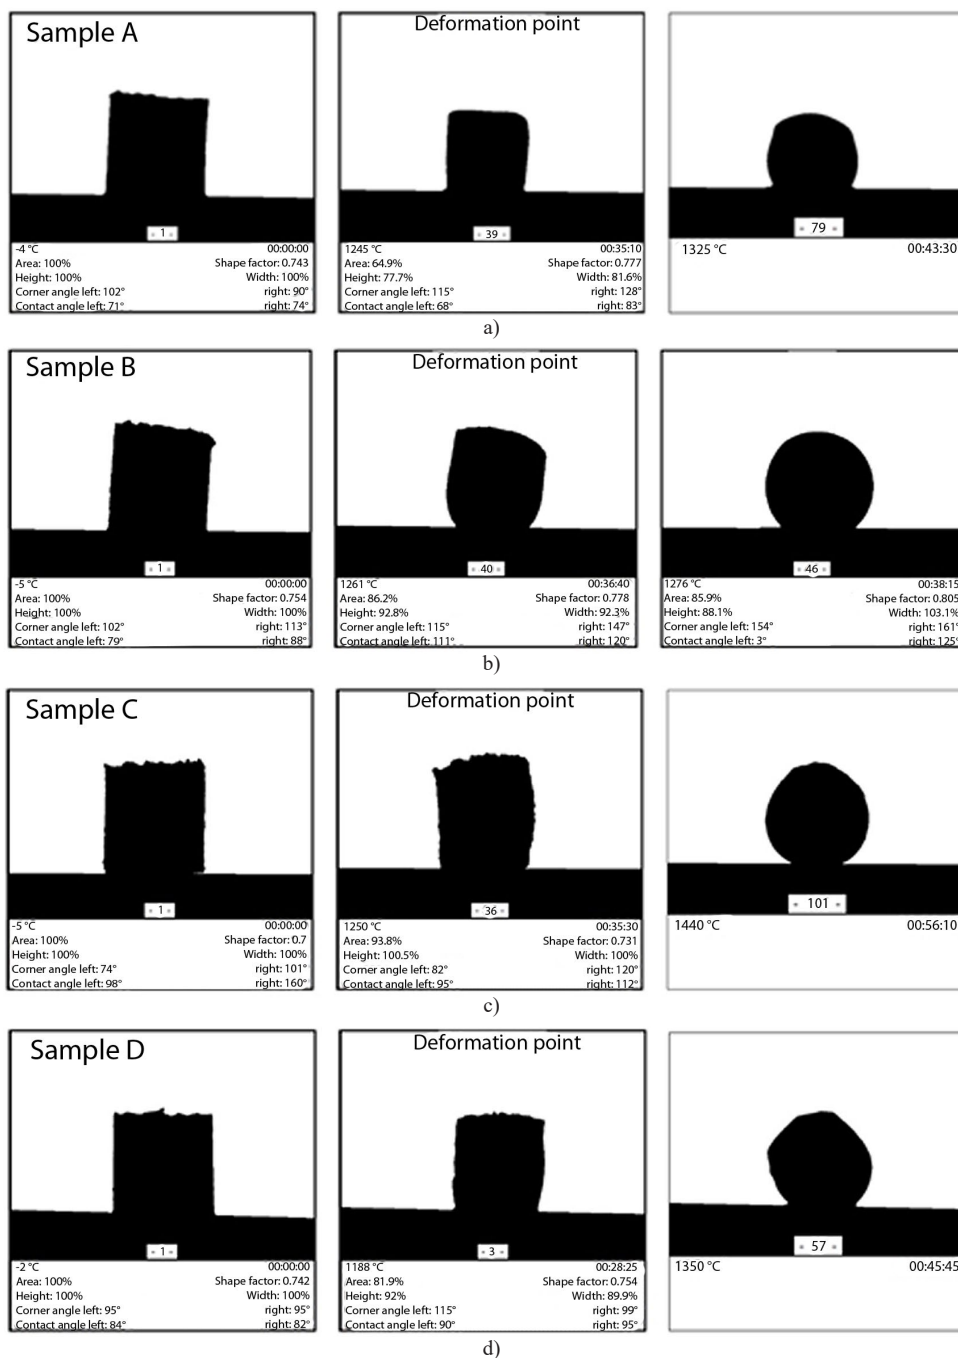 Sample A
Deformation point
1
39
79
-4 °C 00:00:00
Area: 100% Shape factor: 0.743
Height: 100% Width: 100%
Corner angle left: 102° right: 90°
Contact angle left: 71° right: 74°
1245 °C 00:35:10
Area: 64.9% Shape factor: 0.777
Height: 77.7% Width: 81.6%
Corner angle left: 115° right: 128°
Contact angle left: 68° right: 83°
1325 °C 00:43:30
a)
Sample B
Deformation point
1
40
46
-5 °C 00:00:00
Area: 100% Shape factor: 0.754
Height: 100% Width: 100%
Corner angle left: 102° right: 113°
Contact angle left: 79° right: 88°
1261 °C 00:36:40
Area: 86.2% Shape factor: 0.778
Height: 92.8% Width: 92.3%
Corner angle left: 115° right: 147°
Contact angle left: 111° right: 120°
1276 °C 00:38:15
Area: 85.9% Shape factor: 0.805
Height: 88.1% Width: 103.1%
Corner angle left: 154° right: 161°
Contact angle left: 3° right: 125°
b)
Sample C
Deformation point
1
36
101
-5 °C 00:00:00
Area: 100% Shape factor: 0.7
Height: 100% Width: 100%
Corner angle left: 74° right: 101°
Contact angle left: 98° right: 160°
1250 °C 00:35:30
Area: 93.8% Shape factor: 0.731
Height: 100.5% Width: 100%
Corner angle left: 82° right: 120°
Contact angle left: 95° right: 112°
1440 °C 00:56:10
c)
Sample D
Deformation point
1
3
57
-2 °C 00:00:00
Area: 100% Shape factor: 0.742
Height: 100% Width: 100%
Corner angle left: 95° right: 95°
Contact angle left: 84° right: 82°
1188 °C 00:28:25
Area: 81.9% Shape factor: 0.754
Height: 92% Width: 89.9%
Corner angle left: 115° right: 99°
Contact angle left: 90° right: 95°
1350 °C 00:45:45
d)